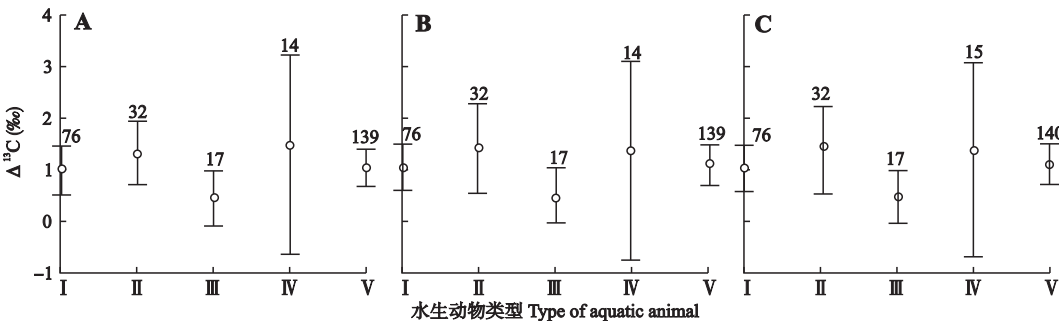 Δ ¹³C (‰)
4
3
2
1
0
−1
A
76
32
17
14
139
I
II
III
IV
V
B
76
32
17
14
139
I
II
III
IV
V
C
76
32
17
15
140
I
II
III
IV
V
水生动物类型 Type of aquatic animal